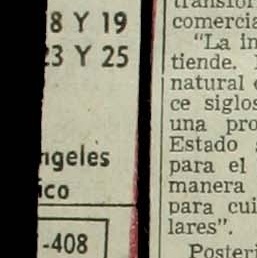 8 Y 19
23 Y 25
ngeles
ico
-408
transfor
comercia
“La in
tiende.
natural
ce siglos
una pro
Estado
para el
manera
para cui
lares”.
Posteri